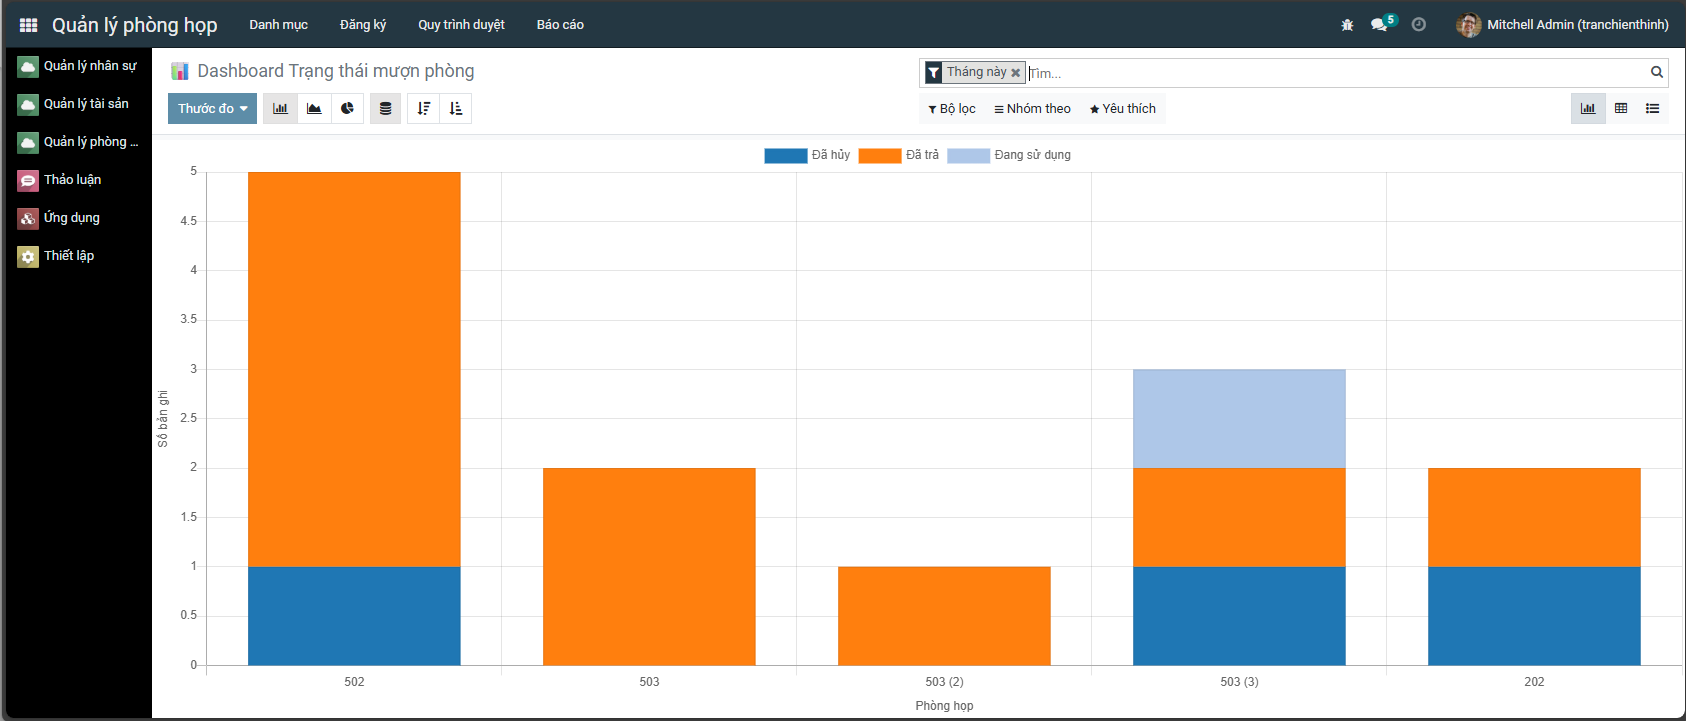 Quản lý phòng họp
Danh mục
Đăng ký
Quy trình duyệt
Báo cáo
5
Mitchell Admin (tranchienthinh)
Quản lý nhân sự
Quản lý tài sản
Quản lý phòng ...
Thảo luận
Ứng dụng
Thiết lập
Dashboard Trạng thái mượn phòng
Tháng này
Tìm...
Thước đo
Bộ lọc
Nhóm theo
Yêu thích
Đã hủy
Đã trả
Đang sử dụng
5
4.5
4
3.5
3
2.5
2
1.5
1
0.5
0
Số bản ghi
502
503
503 (2)
503 (3)
202
Phòng họp